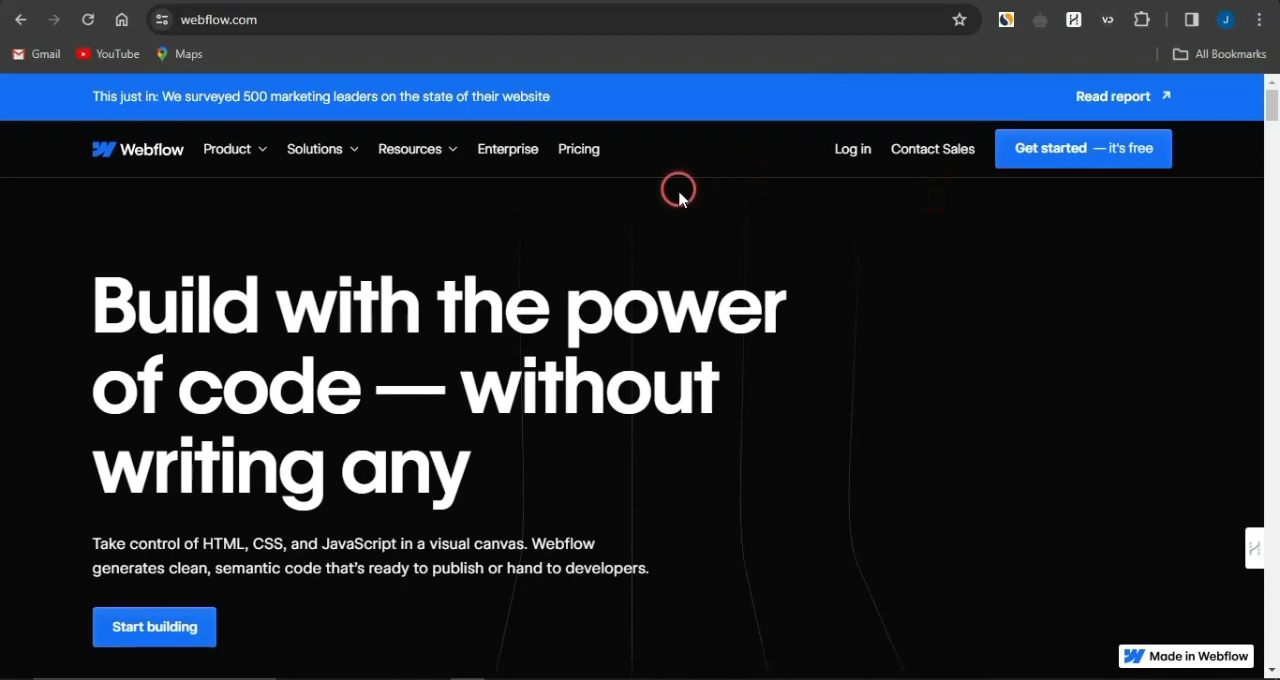 webflow.com
J
Gmail YouTube Maps All Bookmarks
This just in: We surveyed 500 marketing leaders on the state of their website Read report
Webflow Product Solutions Resources Enterprise Pricing Log in Contact Sales Get started — it's free
Build with the power
of code — without
writing any
Take control of HTML, CSS, and JavaScript in a visual canvas. Webflow
generates clean, semantic code that's ready to publish or hand to developers.
Start building
Made in Webflow